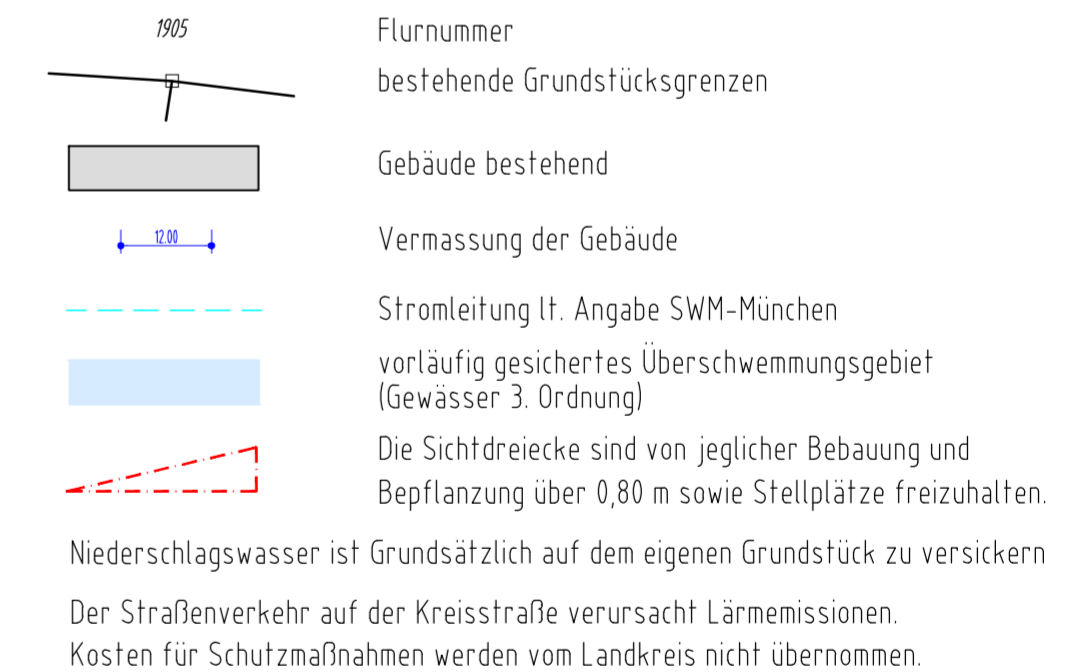 1905 Flurnummer
bestehende Grundstücksgrenzen
Gebäude bestehend
12.00 Vermassung der Gebäude
Stromleitung lt. Angabe SWM-München
vorläufig gesichertes Überschwemmungsgebiet
(Gewässer 3. Ordnung)
Die Sichtdreiecke sind von jeglicher Bebauung und
Bepflanzung über 0,80 m sowie Stellplätze freizuhalten.
Niederschlagswasser ist Grundsätzlich auf dem eigenen Grundstück zu versickern
Der Straßenverkehr auf der Kreisstraße verursacht Lärmemissionen.
Kosten für Schutzmaßnahmen werden vom Landkreis nicht übernommen.